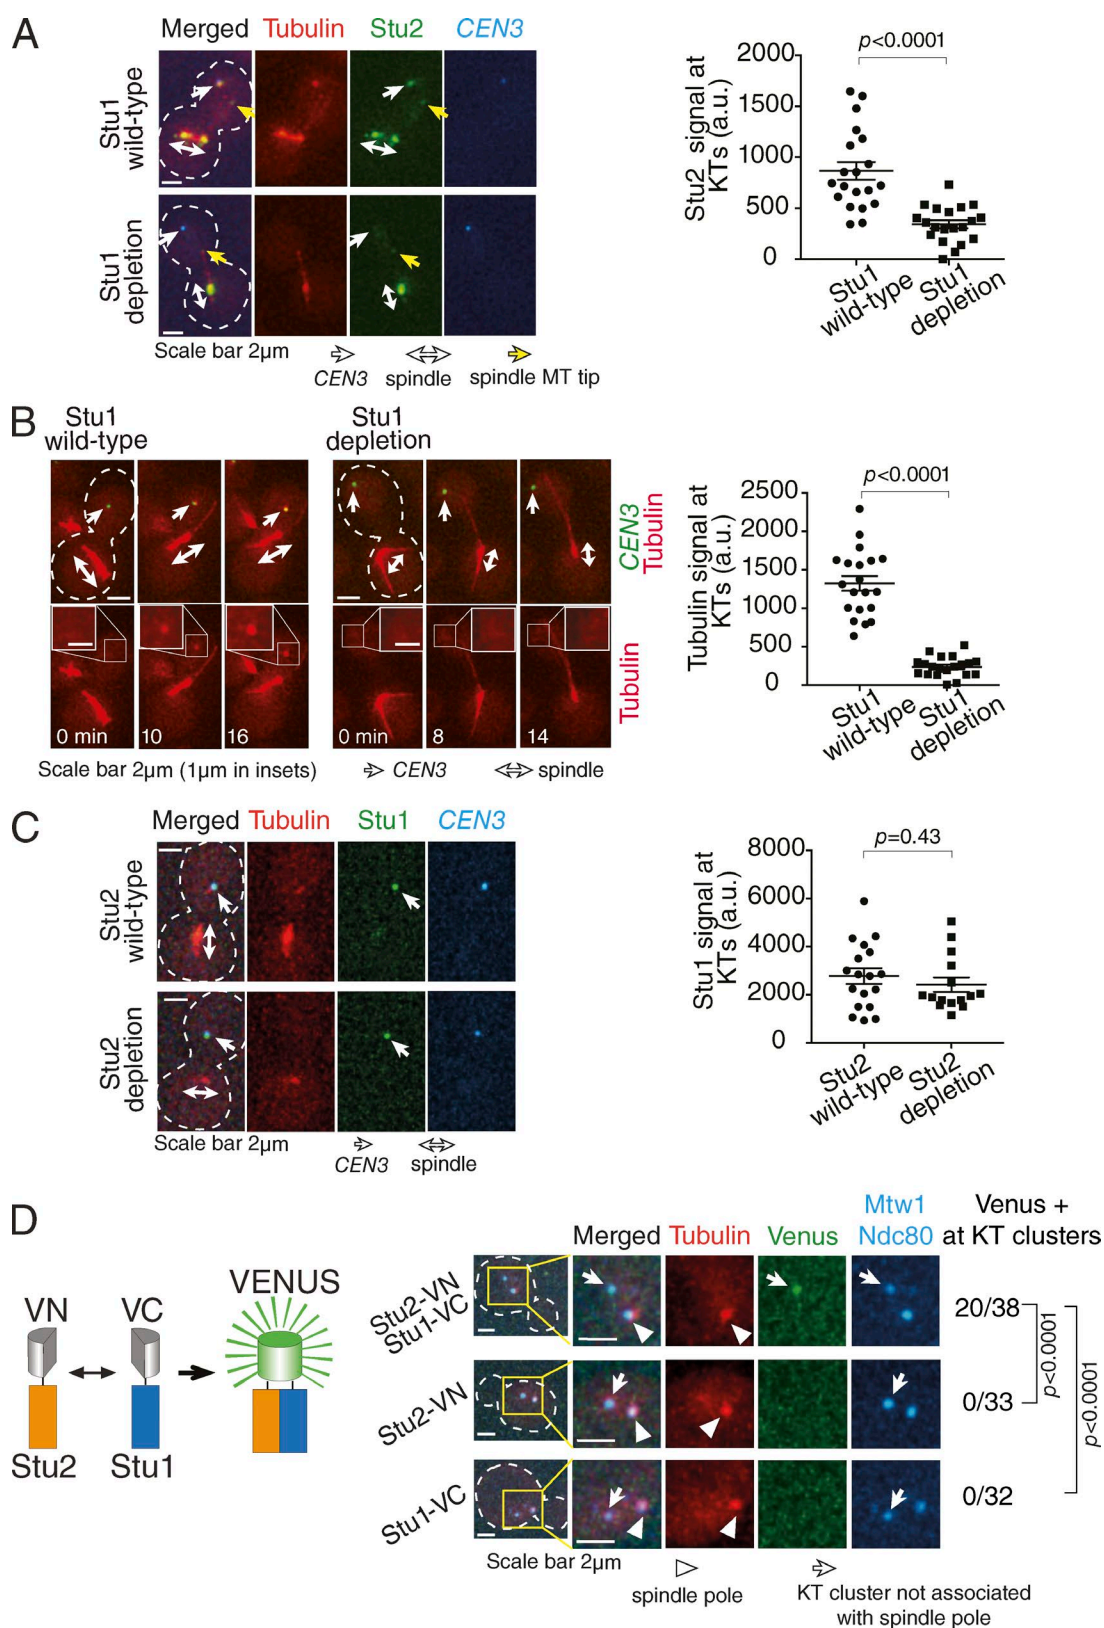 A
Merged Tubulin Stu2 CEN3
Stu1
wild-type
Stu1
depletion
Scale bar 2µm
CEN3
spindle
spindle MT tip
Stu2 signal at
KTs (a.u.)
p<0.0001
2000
1500
1000
500
0
Stu1
wild-type
Stu1
depletion
B
Stu1
wild-type
Stu1
depletion
CEN3
Tubulin
Tubulin
0 min
10
16
0 min
8
14
Scale bar 2µm (1µm in insets)
CEN3
spindle
Tubulin signal at
KTs (a.u.)
p<0.0001
2500
2000
1500
1000
500
0
Stu1
wild-type
Stu1
depletion
C
Merged Tubulin Stu1 CEN3
Stu2
wild-type
Stu2
depletion
Scale bar 2µm
CEN3
spindle
Stu1 signal at
KTs (a.u.)
p=0.43
8000
6000
4000
2000
0
Stu2
wild-type
Stu2
depletion
D
VN
VC
VENUS
Stu2
Stu1
Merged Tubulin Venus
Mtw1
Ndc80
Venus +
at KT clusters
Stu2-VN
Stu1-VC
20/38
Stu2-VN
0/33
Stu1-VC
0/32
p<0.0001
p<0.0001
Scale bar 2µm
spindle pole
KT cluster not associated
with spindle pole